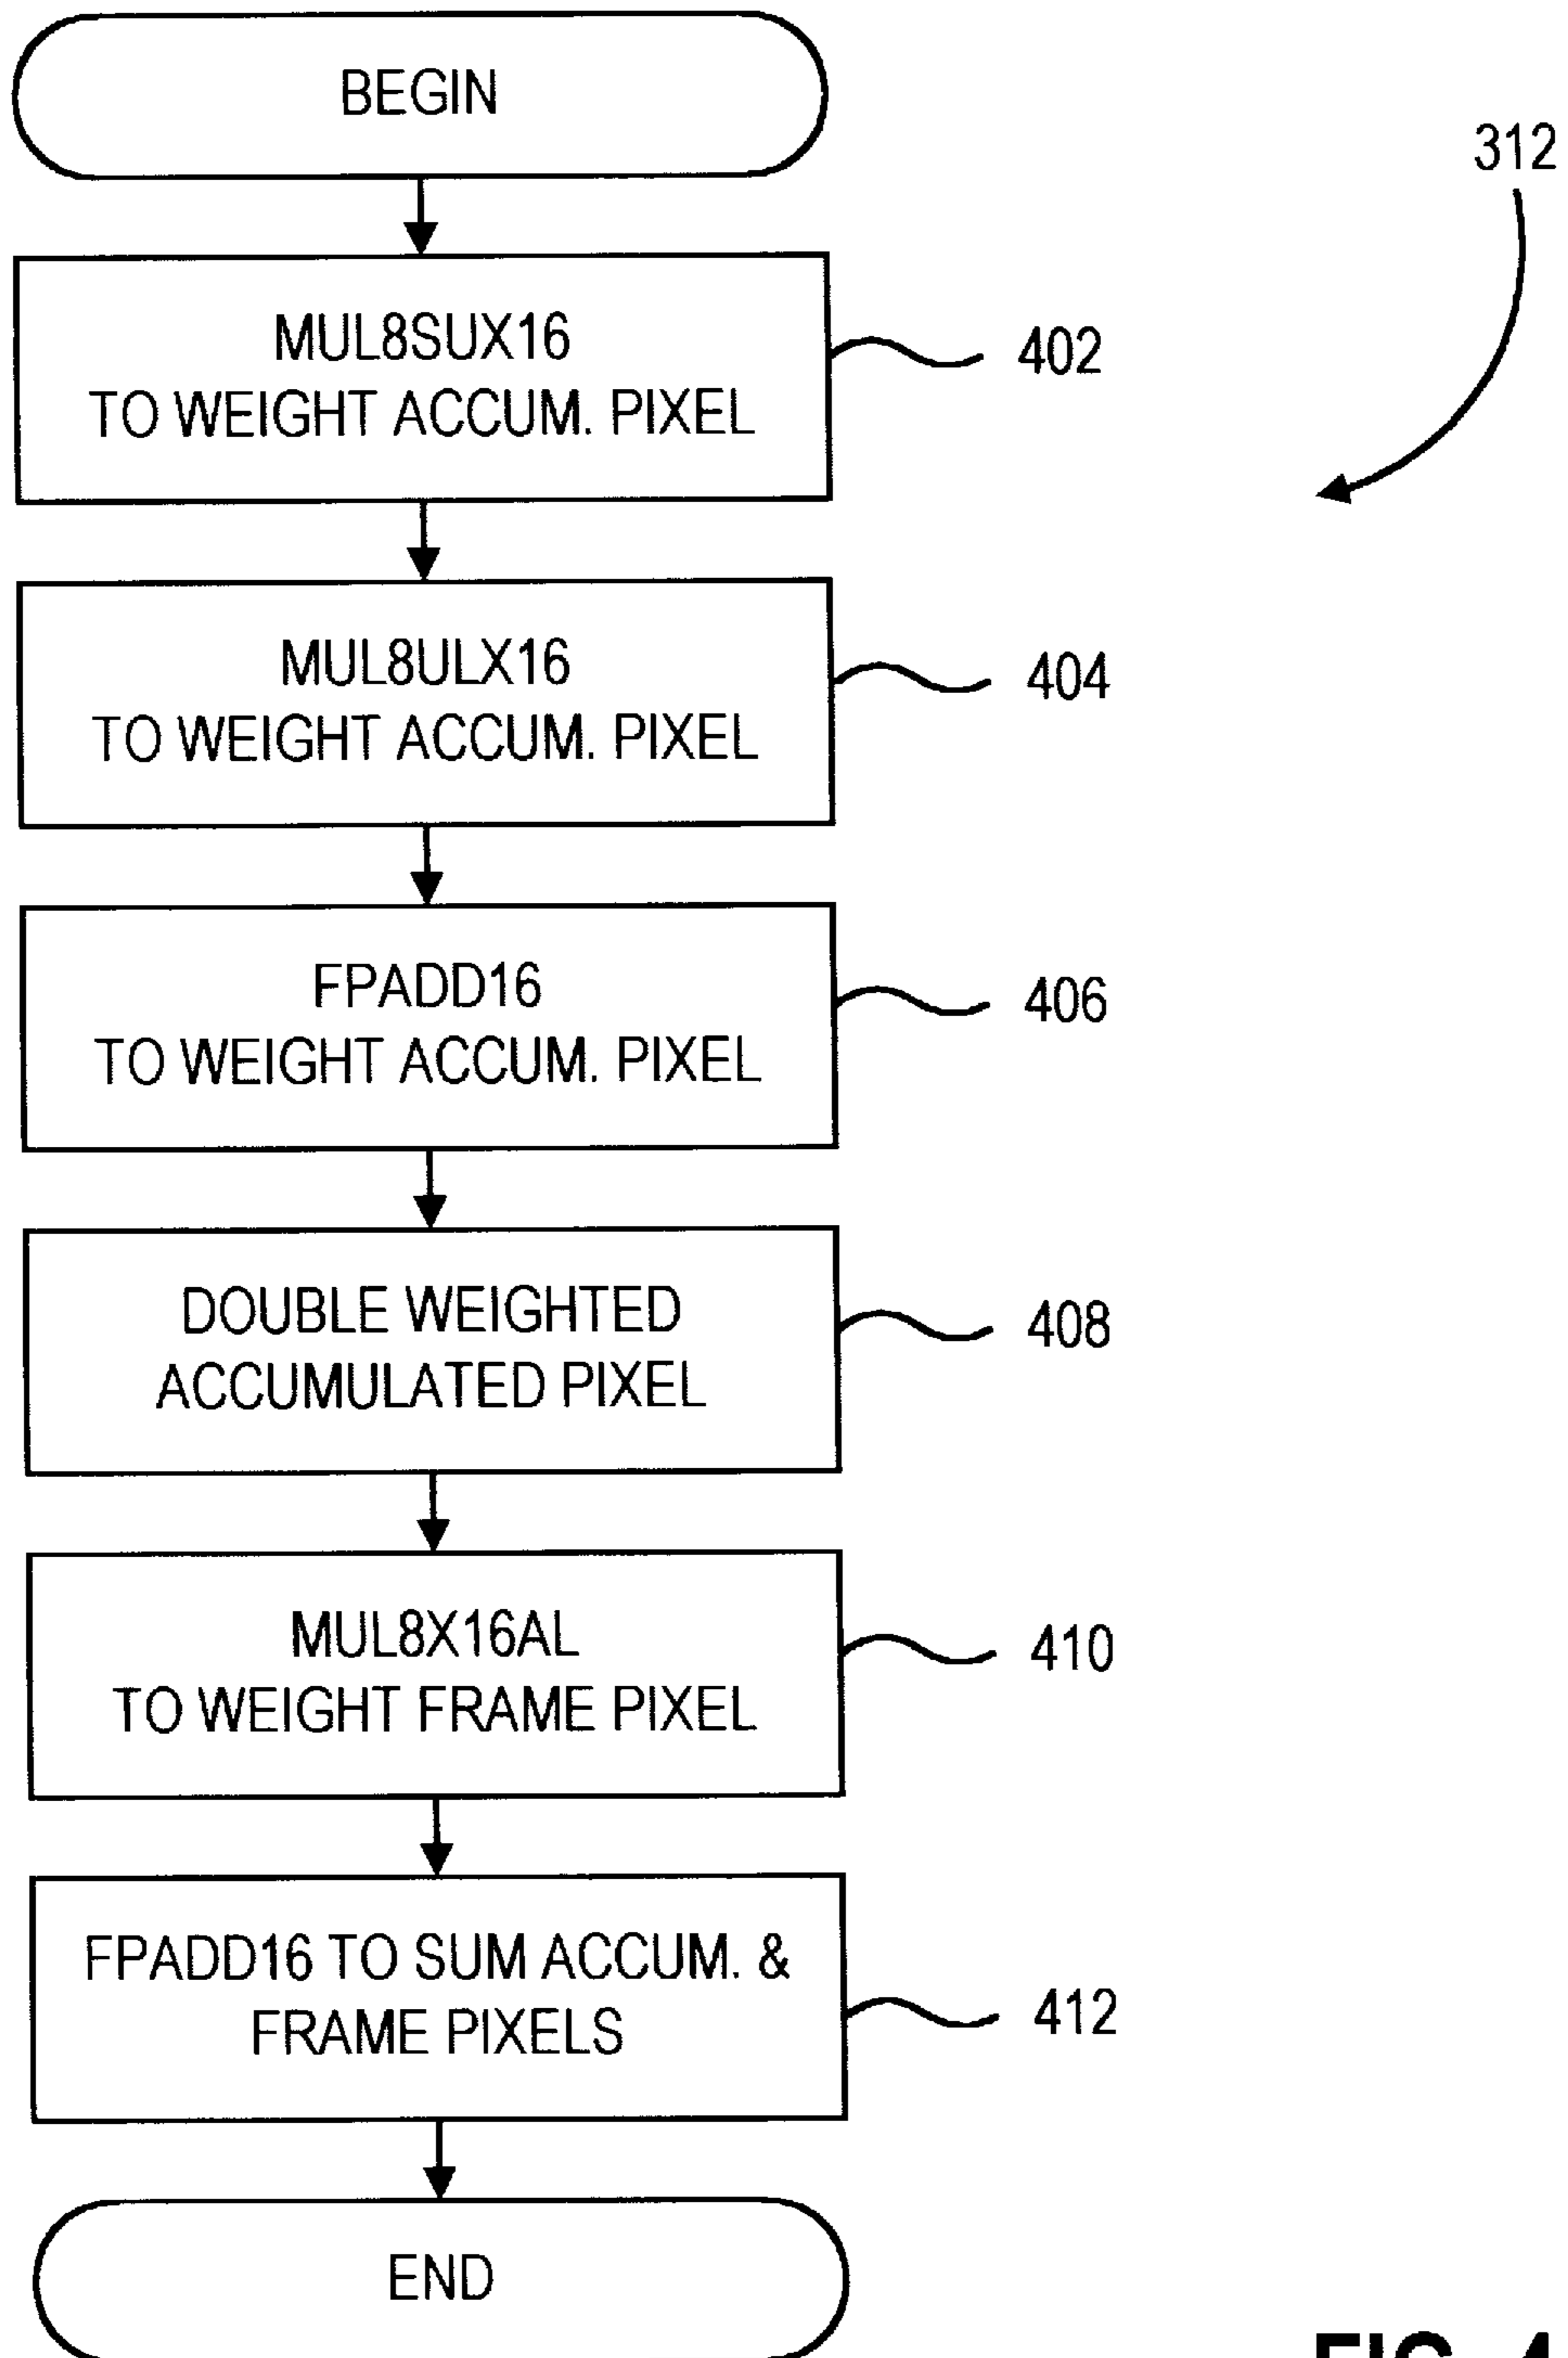 BEGIN
312
MUL8SUX16
TO WEIGHT ACCUM. PIXEL
402
MUL8ULX16
TO WEIGHT ACCUM. PIXEL
404
FPADD16
TO WEIGHT ACCUM. PIXEL
406
DOUBLE WEIGHTED
ACCUMULATED PIXEL
408
MUL8X16AL
TO WEIGHT FRAME PIXEL
410
FPADD16 TO SUM ACCUM. &
FRAME PIXELS
412
END
FIG. 4